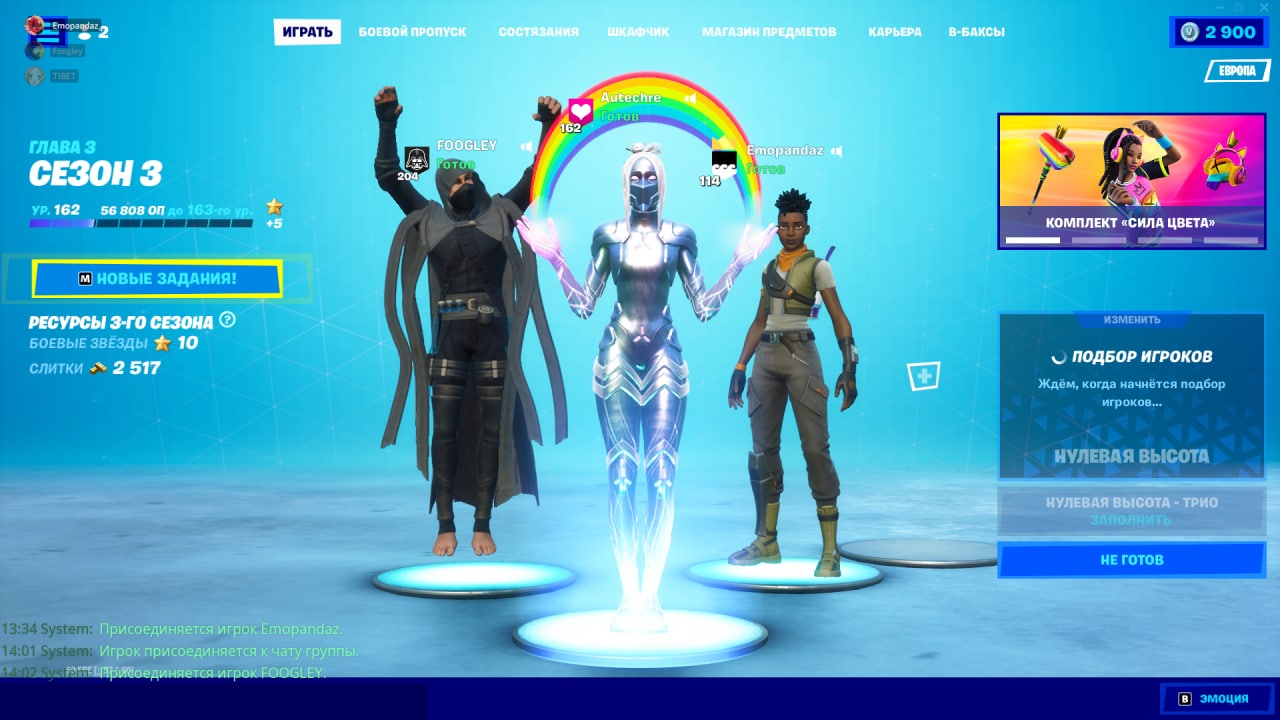 Emopandaz
2
Foogley
TIBET
ИГРАТЬ
БОЕВОЙ ПРОПУСК
СОСТЯЗАНИЯ
ШКАФЧИК
МАГАЗИН ПРЕДМЕТОВ
КАРЬЕРА
В-БАКСЫ
2 900
ЕВРОПА
ГЛАВА 3
СЕЗОН 3
УР. 162 56 808 ОП до 163-го ур.
+5
M НОВЫЕ ЗАДАНИЯ!
РЕСУРСЫ 3-ГО СЕЗОНА ?
БОЕВЫЕ ЗВЁЗДЫ 10
СЛИТКИ 2 517
FOOGLEY
Готов
204
Autechre
Готов
162
Emopandaz
Готов
114
КОМПЛЕКТ «СИЛА ЦВЕТА»
ИЗМЕНИТЬ
ПОДБОР ИГРОКОВ
Ждём, когда начнётся подбор
игроков...
НУЛЕВАЯ ВЫСОТА
НУЛЕВАЯ ВЫСОТА - ТРИО
ЗАПОЛНИТЬ
НЕ ГОТОВ
13:34 System: Присоединяется игрок Emopandaz.
14:01 System: Игрок присоединяется к чату группы.
14:02 System: Присоединяется игрок FOOGLEY.
B ЭМОЦИЯ